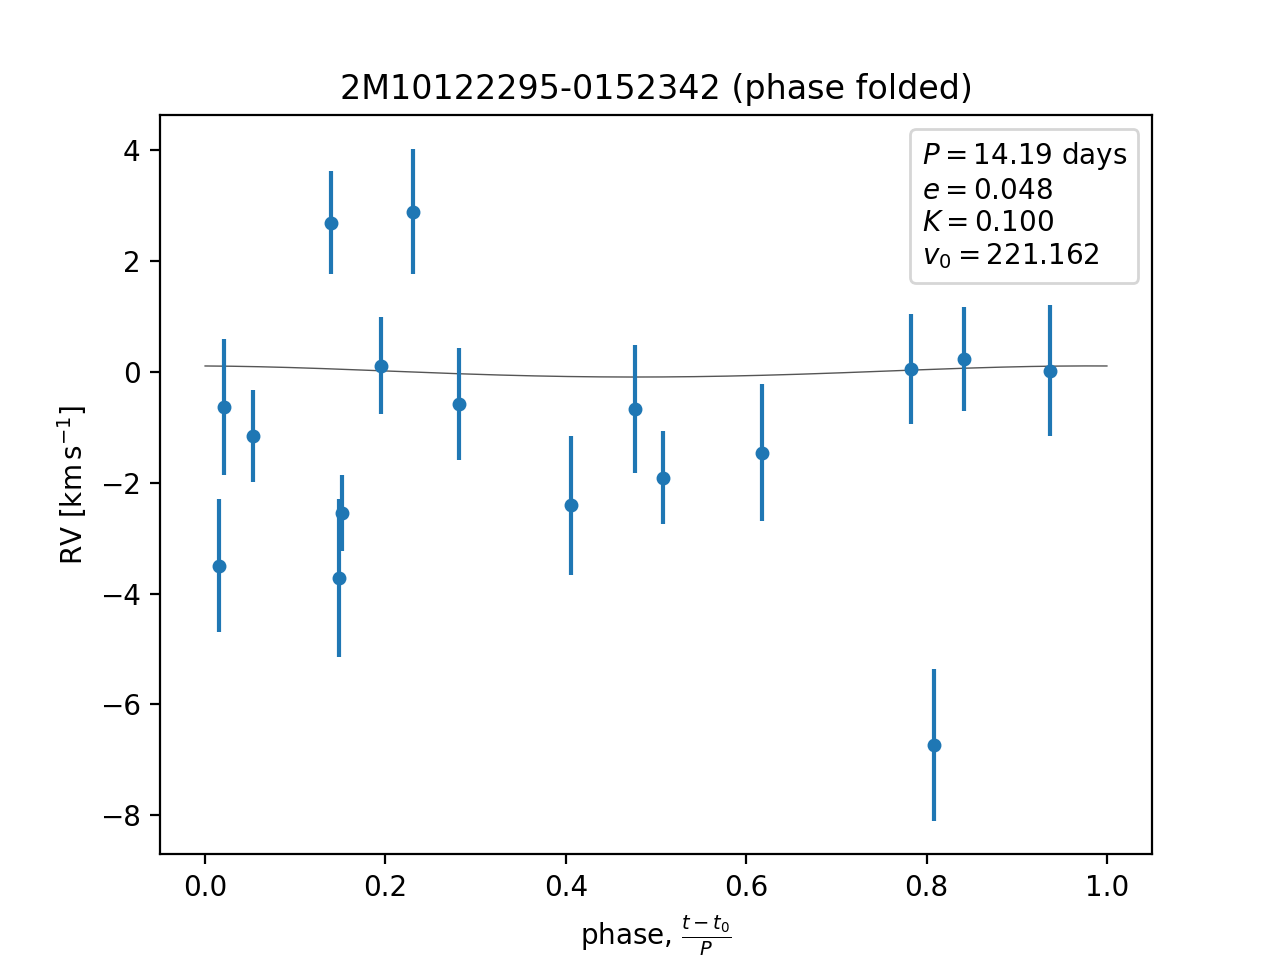 2M10122295-0152342 (phase folded)
P = 14.19 days
e = 0.048
K = 0.100
v₀ = 221.162
4
2
0
−2
−4
−6
−8
RV [km s⁻¹]
0.0 0.2 0.4 0.6 0.8 1.0
phase, (t − t₀)/P